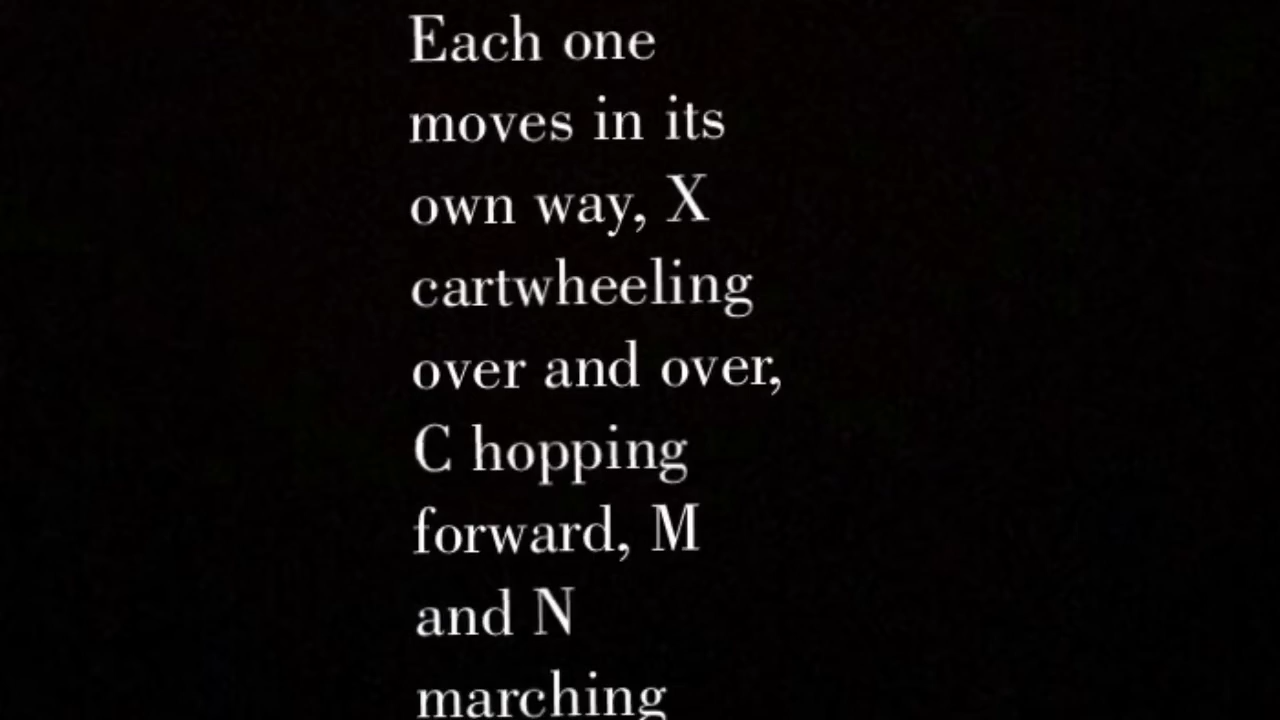 Each one
moves in its
own way, X
cartwheeling
over and over,
C hopping
forward, M
and N
marching